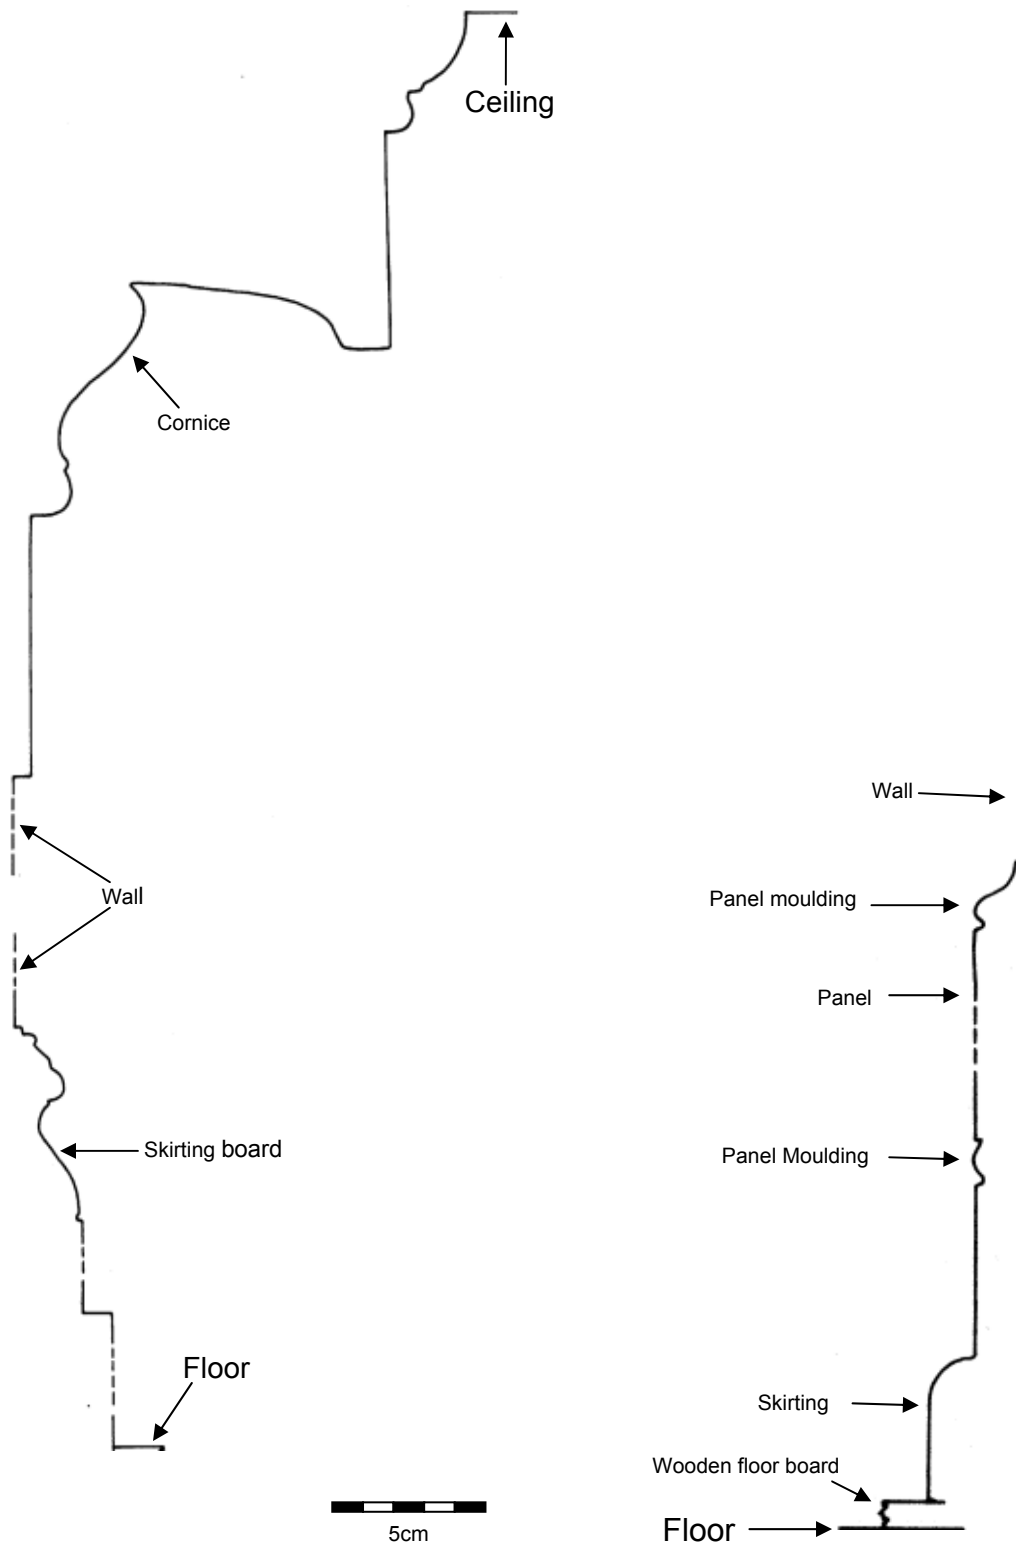 Ceiling
Cornice
Wall
Wall
Panel moulding
Panel
Skirting board
Panel Moulding
Floor
Skirting
Wooden floor board
Floor
5cm